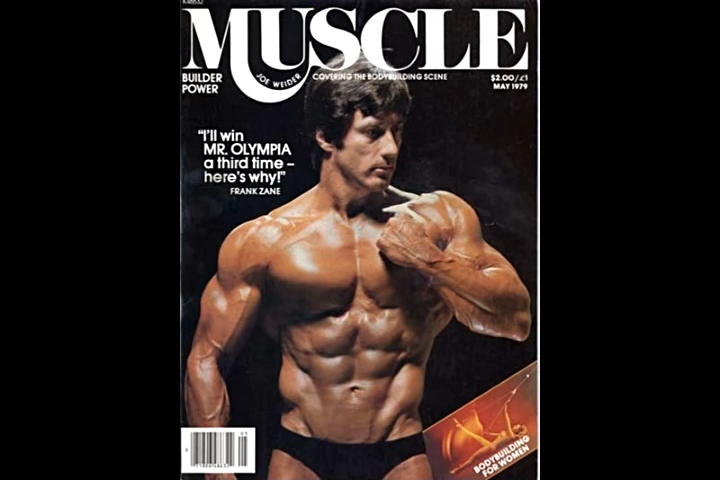 MUSCLE
BUILDER
POWER
JOE WEIDER
COVERING THE BODYBUILDING SCENE
$2.00/£1
MAY 1979
"I'll win
MR. OLYMPIA
a third time –
here's why!"
FRANK ZANE
BODYBUILDING
FOR WOMEN